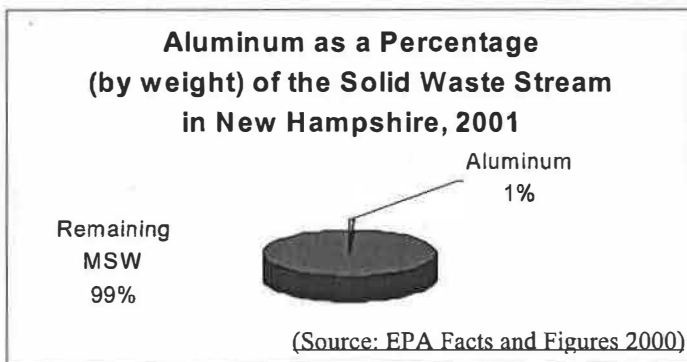 Aluminum as a Percentage
(by weight) of the Solid Waste Stream
in New Hampshire, 2001
Aluminum
1%
Remaining
MSW
99%
(Source: EPA Facts and Figures 2000)